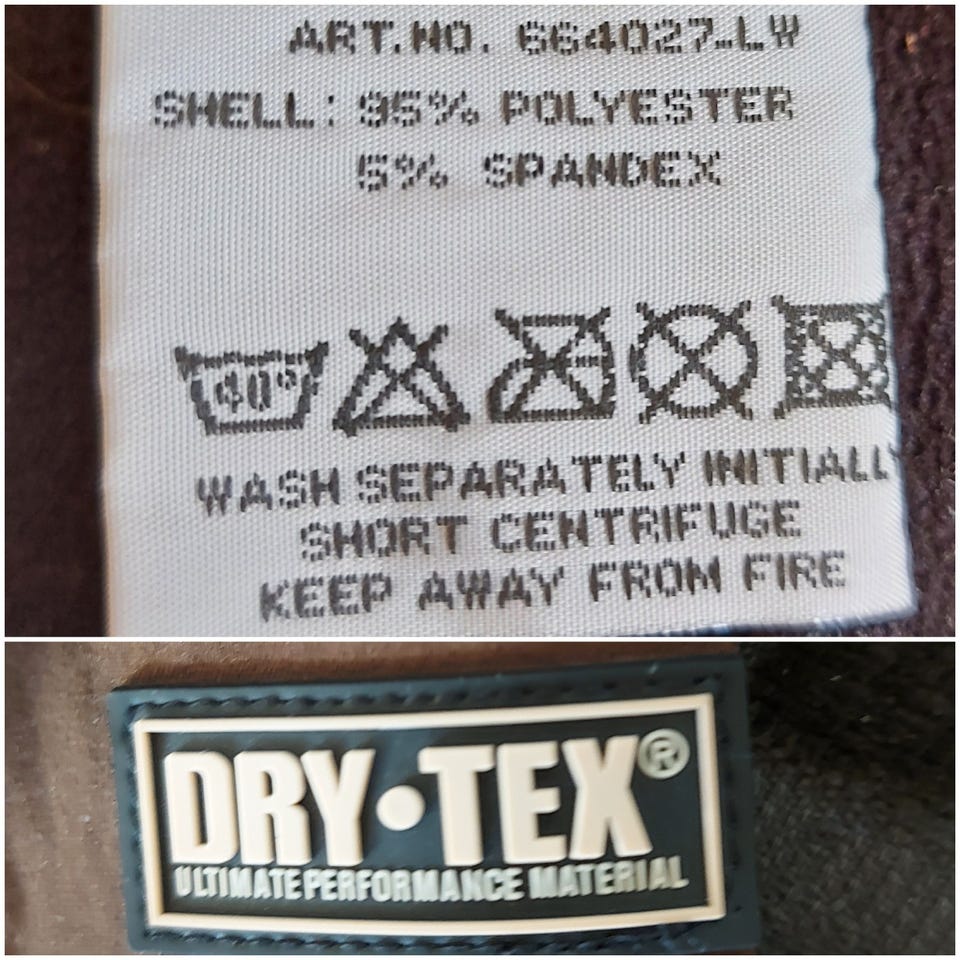 ART.NO. 664027-LW
SHELL: 95% POLYESTER
5% SPANDEX
40°
WASH SEPARATELY INITIALLY
SHORT CENTRIFUGE
KEEP AWAY FROM FIRE
DRY•TEX®
ULTIMATE PERFORMANCE MATERIAL